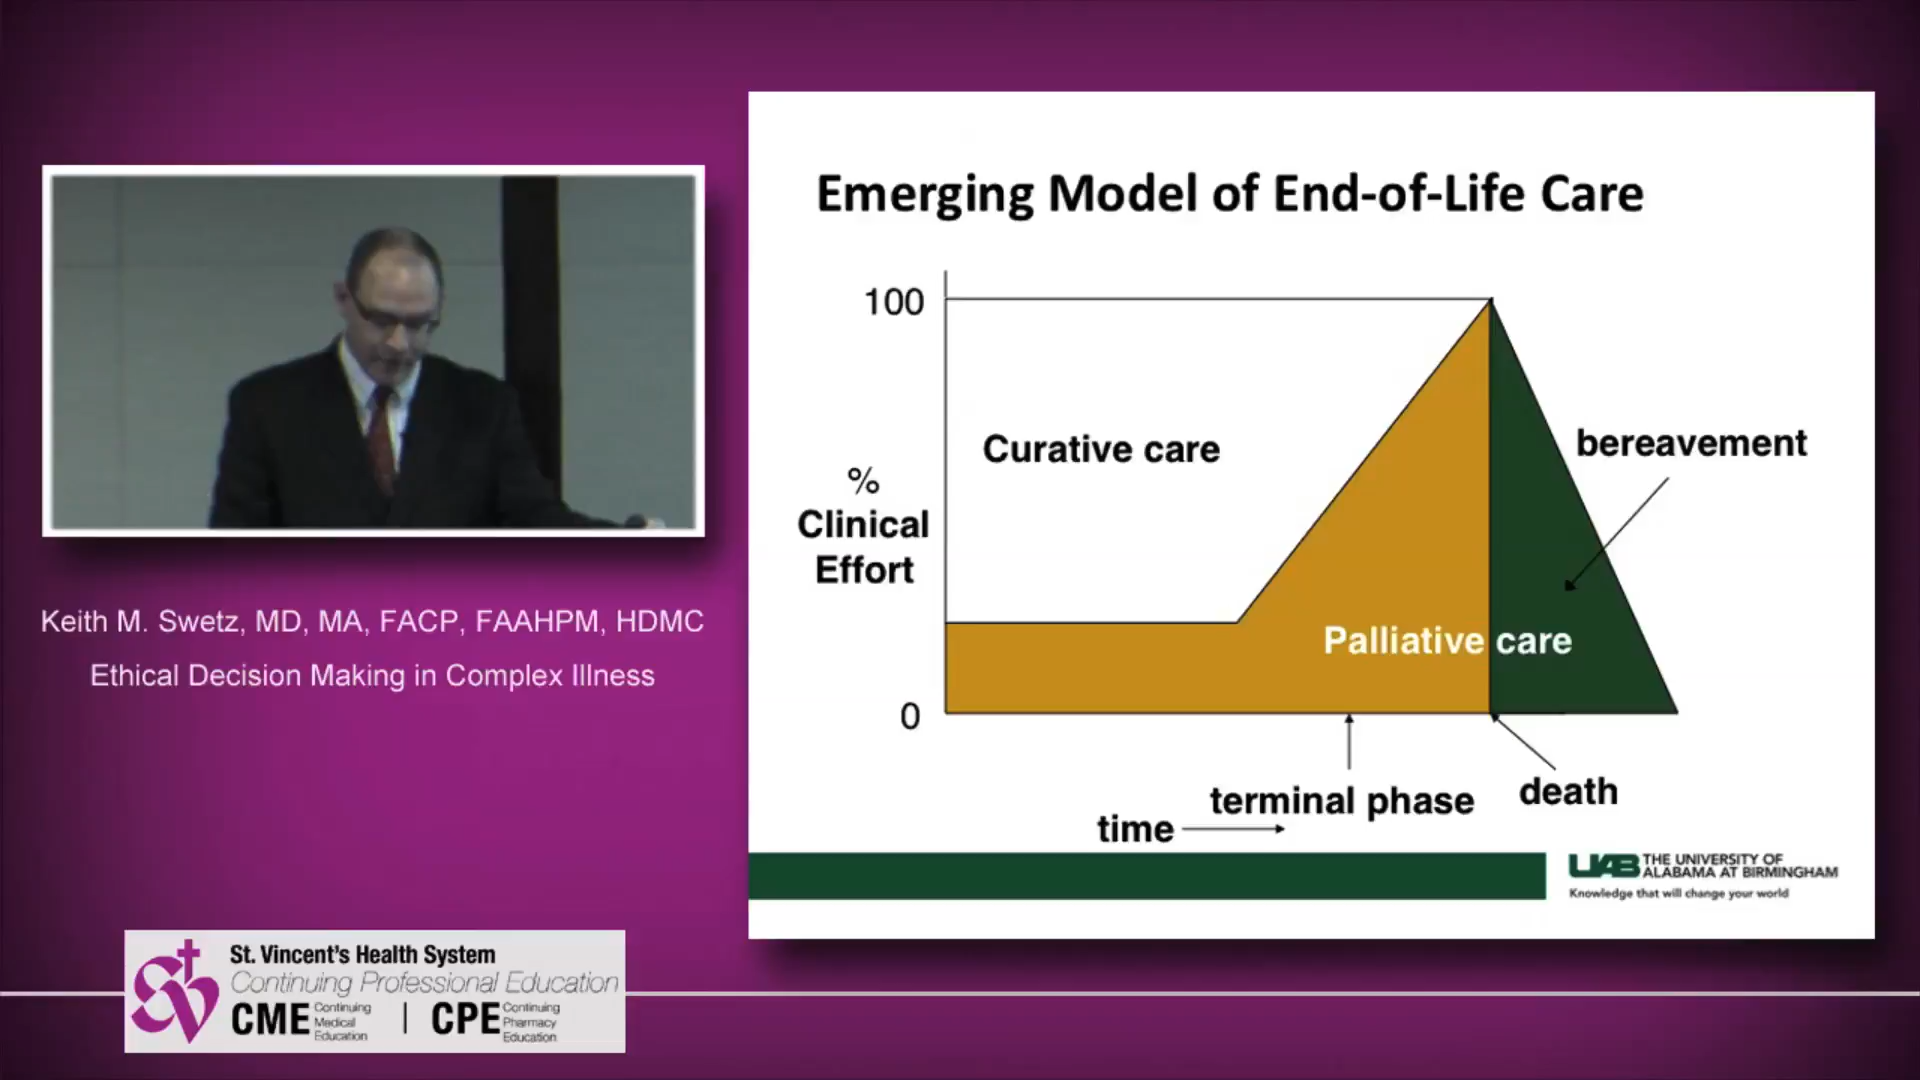 Keith M. Swetz, MD, MA, FACP, FAAHPM, HDMC
Ethical Decision Making in Complex Illness
St. Vincent's Health System
Continuing Professional Education
CME Continuing Medical Education | CPE Continuing Pharmacy Education
Emerging Model of End-of-Life Care
100
Curative care
%
Clinical
Effort
bereavement
Palliative care
0
terminal phase
death
time
UAB THE UNIVERSITY OF
ALABAMA AT BIRMINGHAM
Knowledge that will change your world